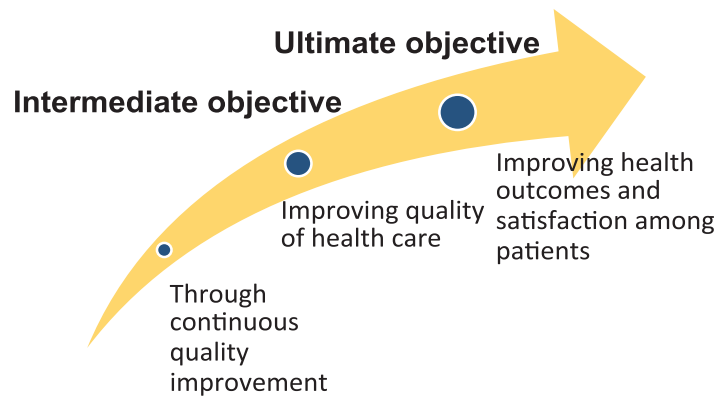 Ultimate objective
Intermediate objective
Improving health
outcomes and
satisfaction among
patients
Improving quality
of health care
Through
continuous
quality
improvement